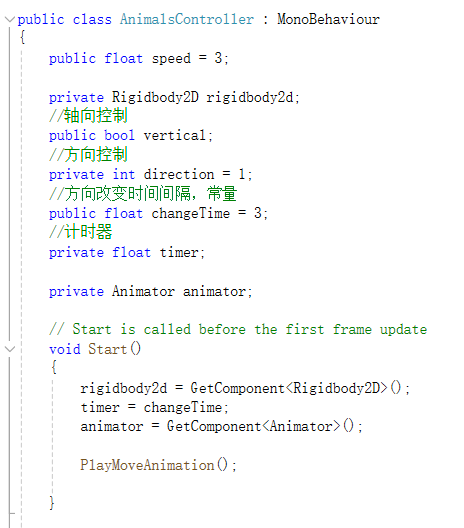 public class AnimalsController : MonoBehaviour
{
public float speed = 3;
private Rigidbody2D rigidbody2d;
//轴向控制
public bool vertical;
//方向控制
private int direction = 1;
//方向改变时间间隔，常量
public float changeTime = 3;
//计时器
private float timer;
private Animator animator;
// Start is called before the first frame update
void Start()
{
rigidbody2d = GetComponent<Rigidbody2D>();
timer = changeTime;
animator = GetComponent<Animator>();
PlayMoveAnimation();
}